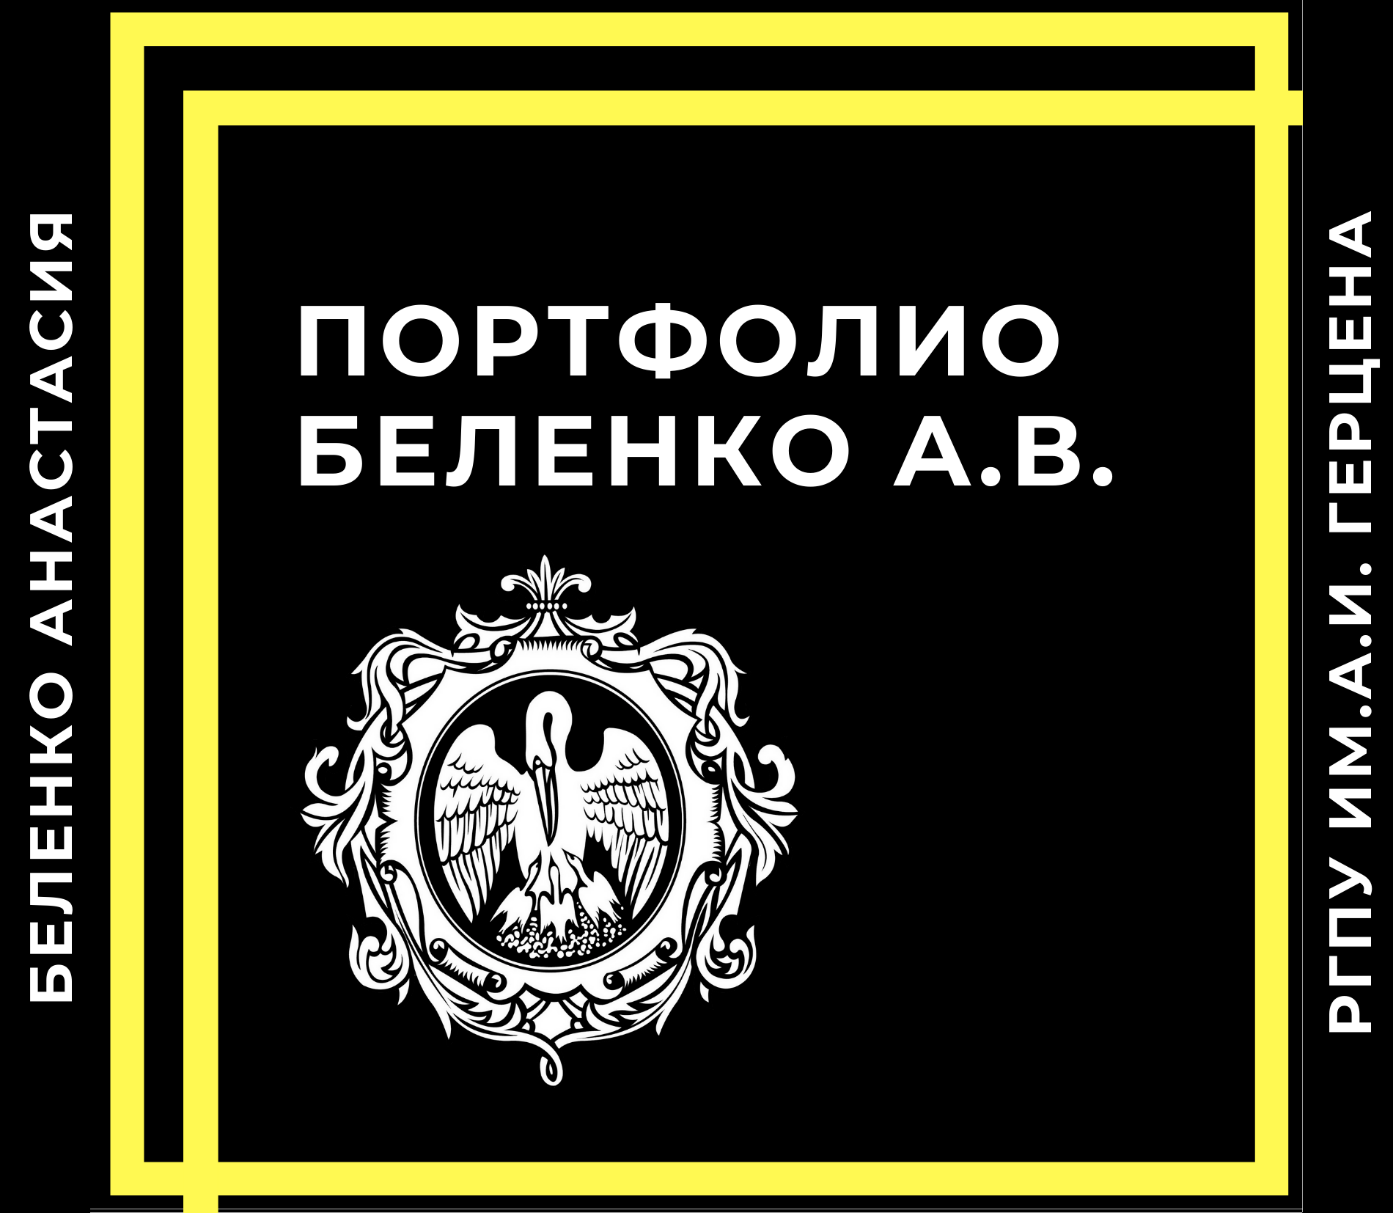 БЕЛЕНКО АНАСТАСИЯ
ПОРТФОЛИО
БЕЛЕНКО А.В.
РГПУ ИМ.А.И. ГЕРЦЕНА